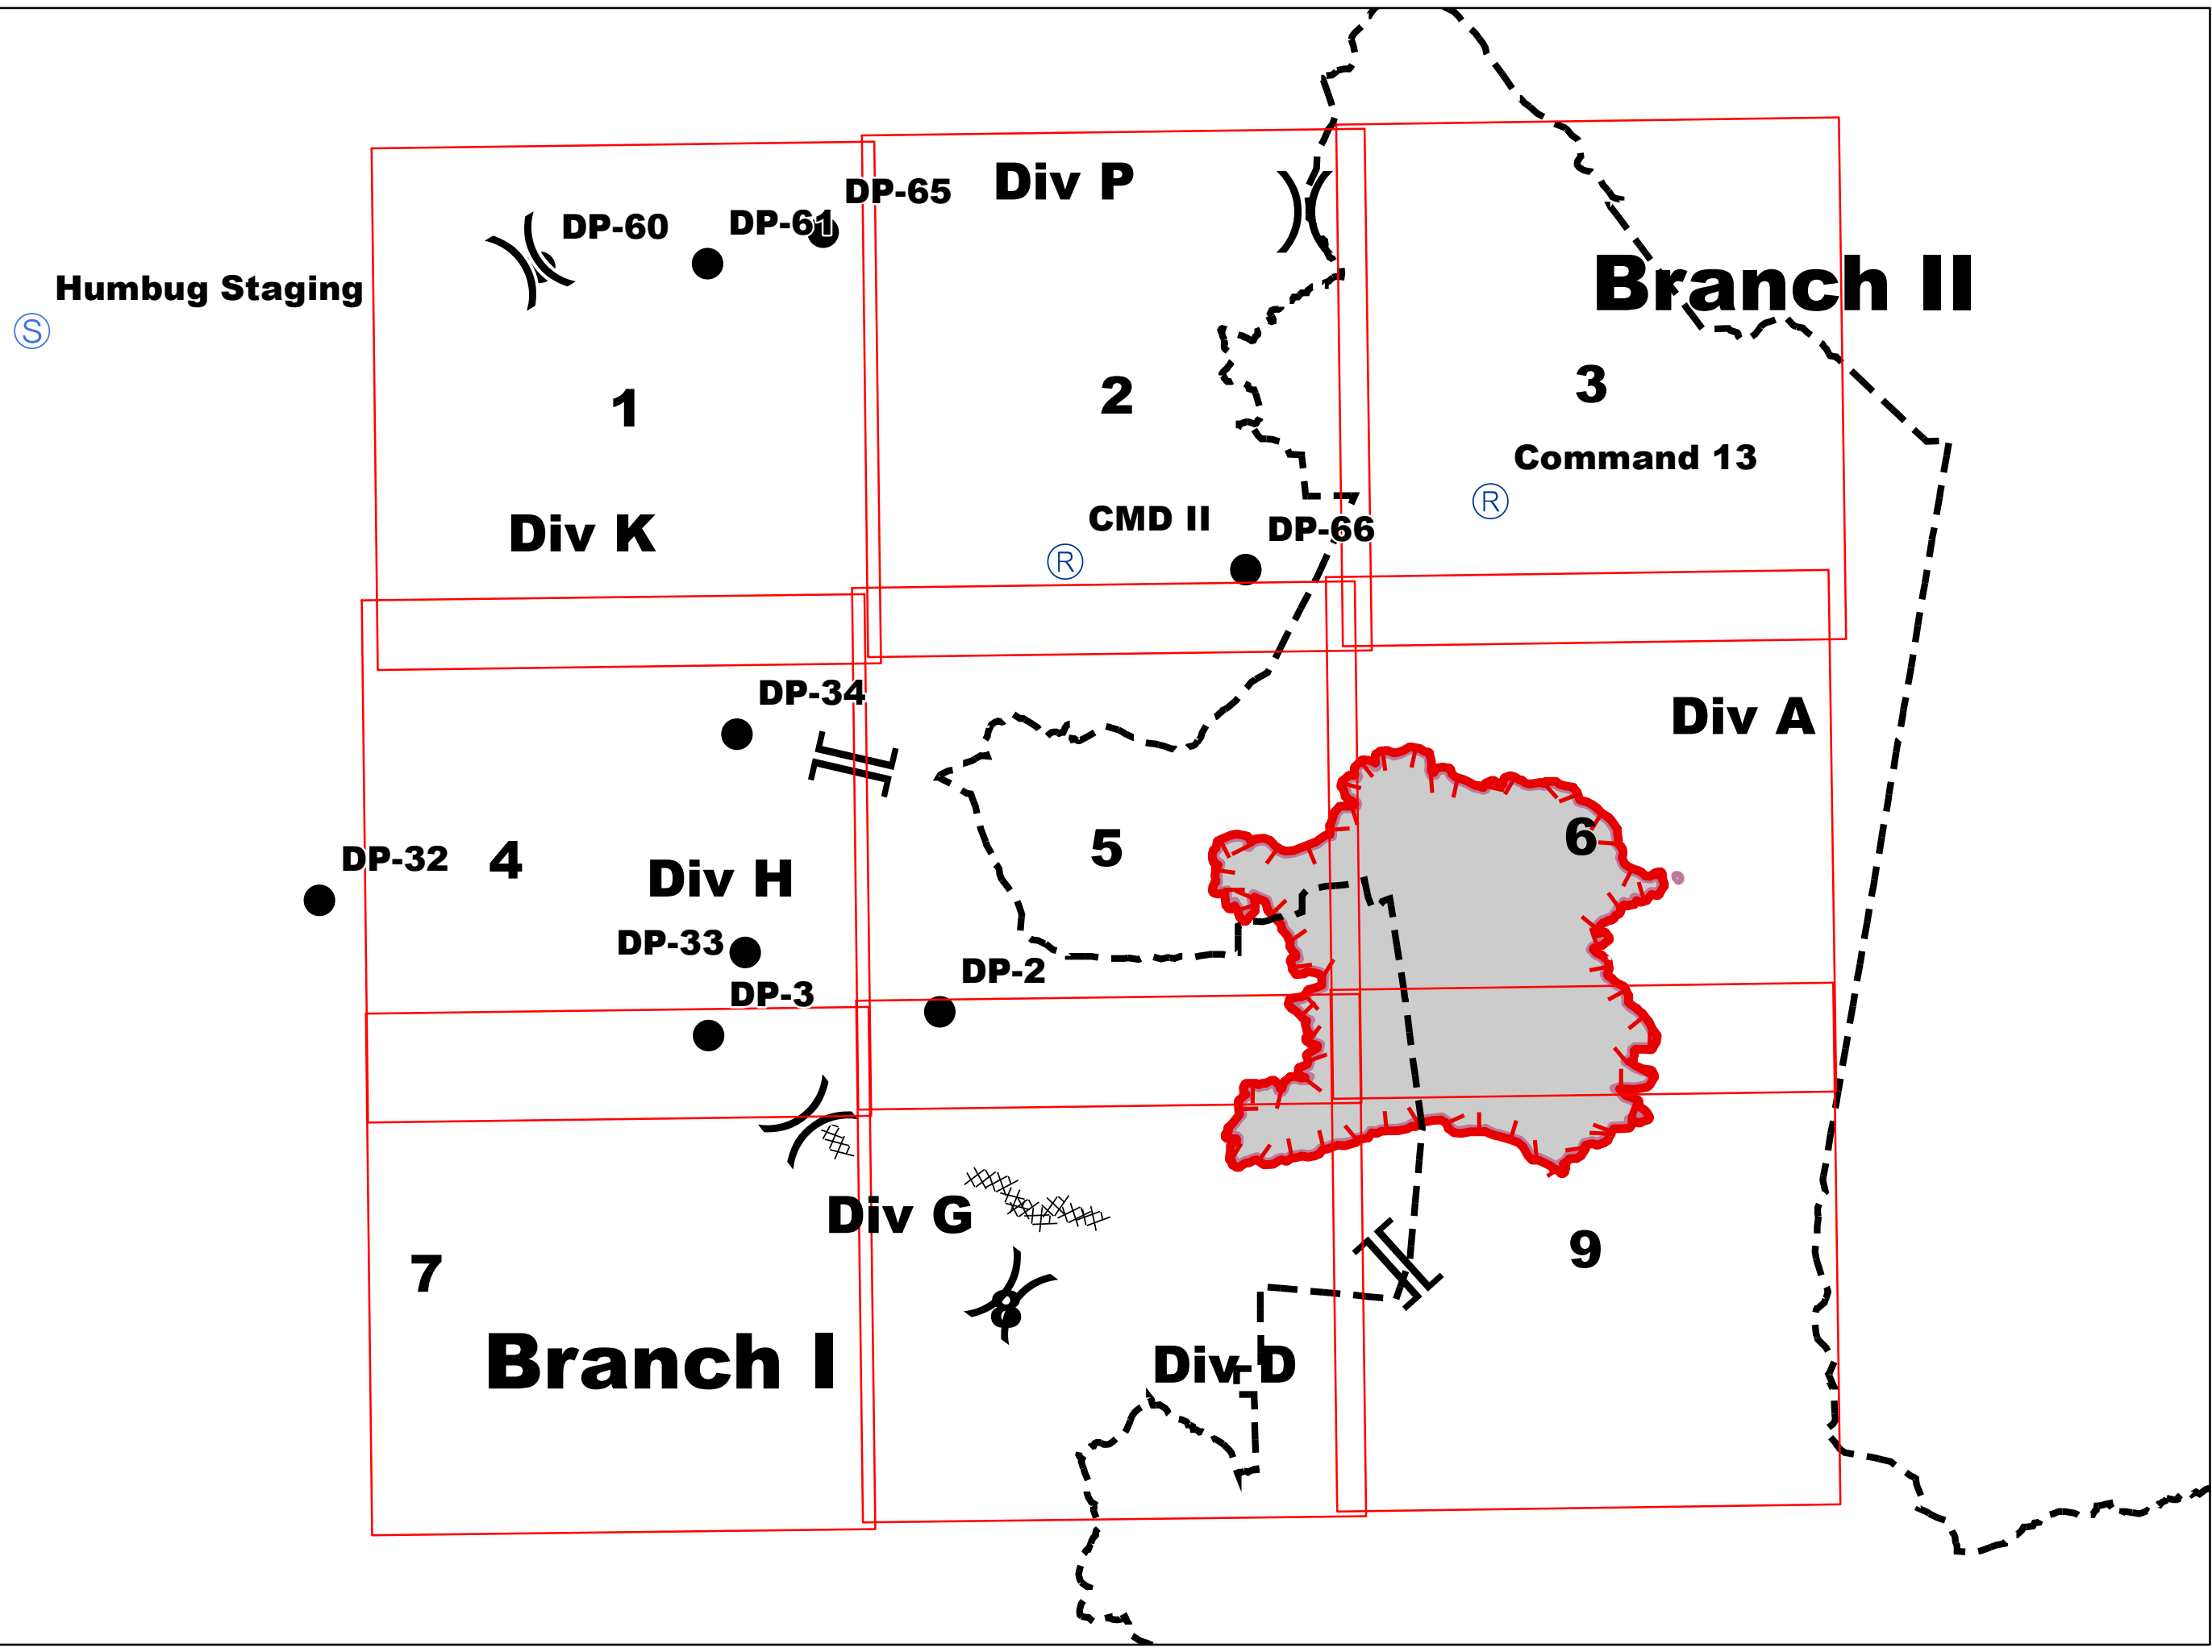 Div P
DP-65
DP-60
DP-61
Humbug Staging
S
Branch II
1
2
3
Command 13
Div K
CMD II
DP-66
R
R
DP-34
Div A
DP-32
4
Div H
5
6
DP-33
DP-3
DP-2
Div G
7
8
9
Branch I
Div D